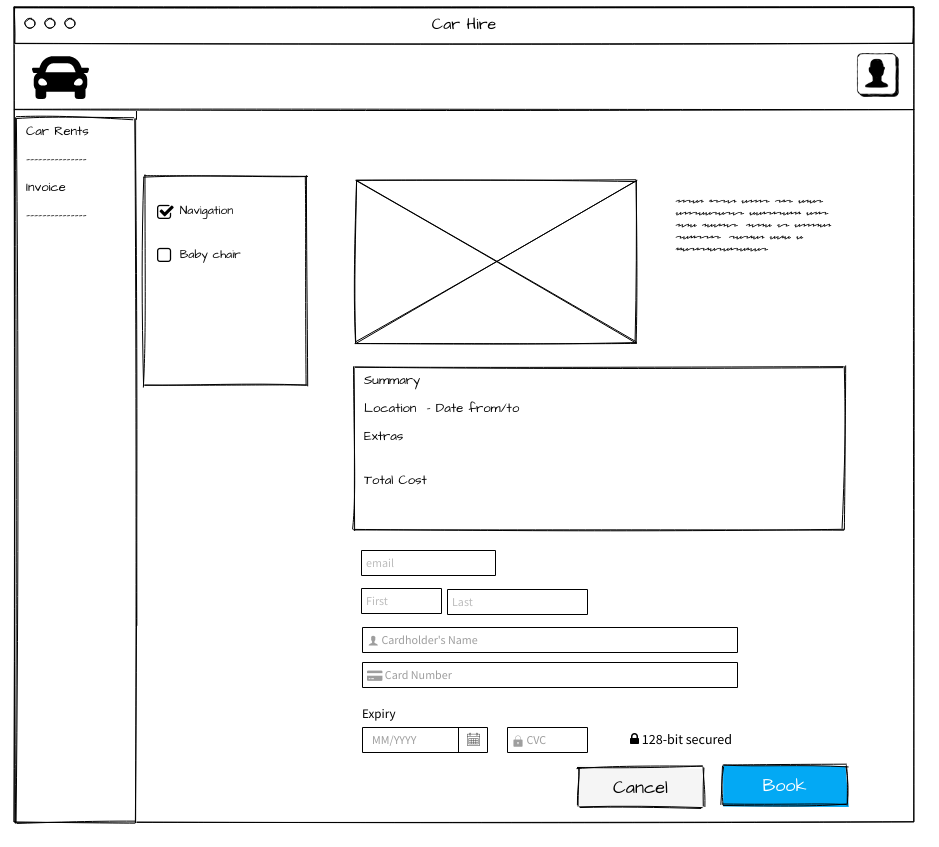 Car Hire
Car Rents
---------------
Invoice
---------------
Navigation
Baby chair
Summary
Location - Date from/to
Extras
Total Cost
email
First Last
Cardholder's Name
Card Number
Expiry
MM/YYYY CVC 128-bit secured
Cancel Book